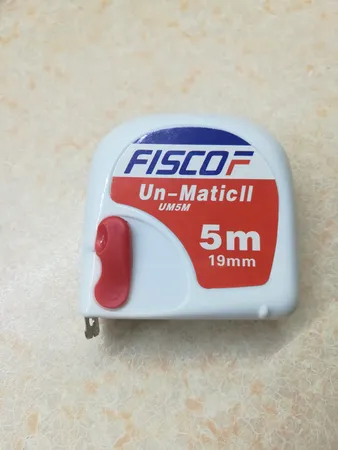 FISCO
Un-MaticII
UM5M
5m
19mm